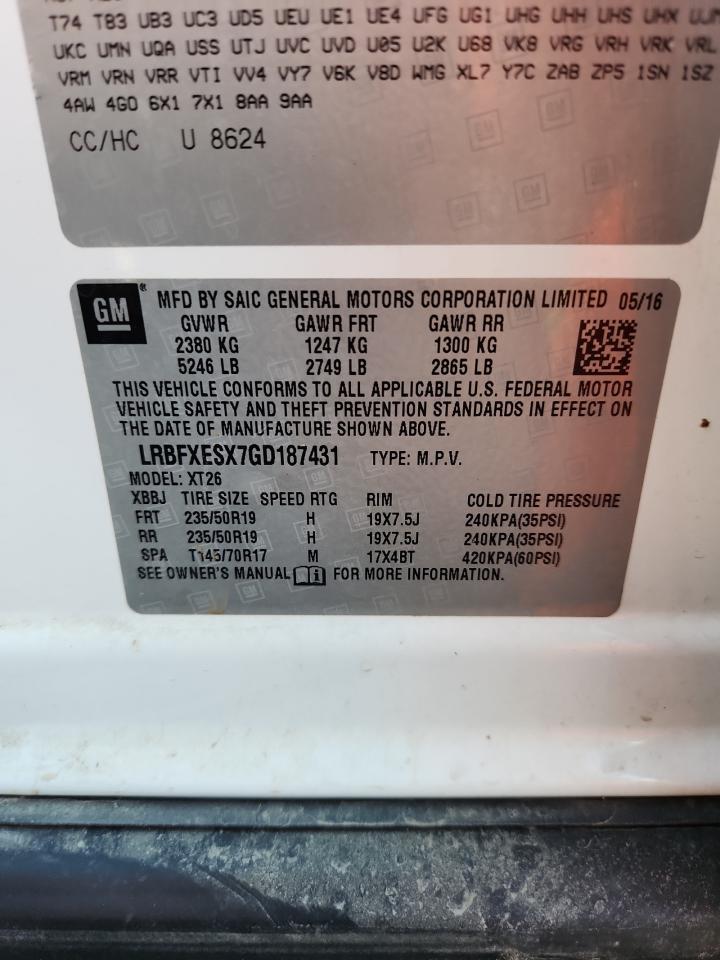 T74 T83 UB3 UC3 UD5 UEU UE1 UE4 UFG UG1 UHG UHH UHS UHX
UKC UMN UQA USS UTJ UVC UVD U05 U2K U68 VK8 VRG VRH VRK VRL
VRM VRN VRR VTI VV4 VY7 V6K V8D WMG XL7 Y7C ZAB ZP5 1SN 1SZ
4AW 4GO 6X1 7X1 8AA 9AA
CC/HC U 8624
GM® MFD BY SAIC GENERAL MOTORS CORPORATION LIMITED 05/16
GVWR GAWR FRT GAWR RR
2380 KG 1247 KG 1300 KG
5246 LB 2749 LB 2865 LB
THIS VEHICLE CONFORMS TO ALL APPLICABLE U.S. FEDERAL MOTOR
VEHICLE SAFETY AND THEFT PREVENTION STANDARDS IN EFFECT ON
THE DATE OF MANUFACTURE SHOWN ABOVE.
LRBFXESX7GD187431 TYPE: M.P.V.
MODEL: XT26
XBBJ TIRE SIZE SPEED RTG RIM COLD TIRE PRESSURE
FRT 235/50R19 H 19X7.5J 240KPA(35PSI)
RR 235/50R19 H 19X7.5J 240KPA(35PSI)
SPA T145/70R17 M 17X4BT 420KPA(60PSI)
SEE OWNER'S MANUAL FOR MORE INFORMATION.